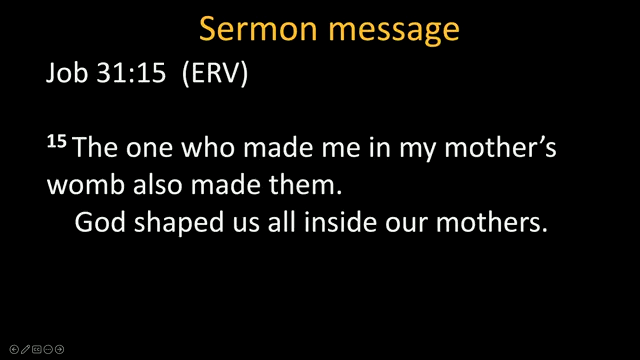 Sermon message
Job 31:15  (ERV)
15 The one who made me in my mother’s
womb also made them.
God shaped us all inside our mothers.